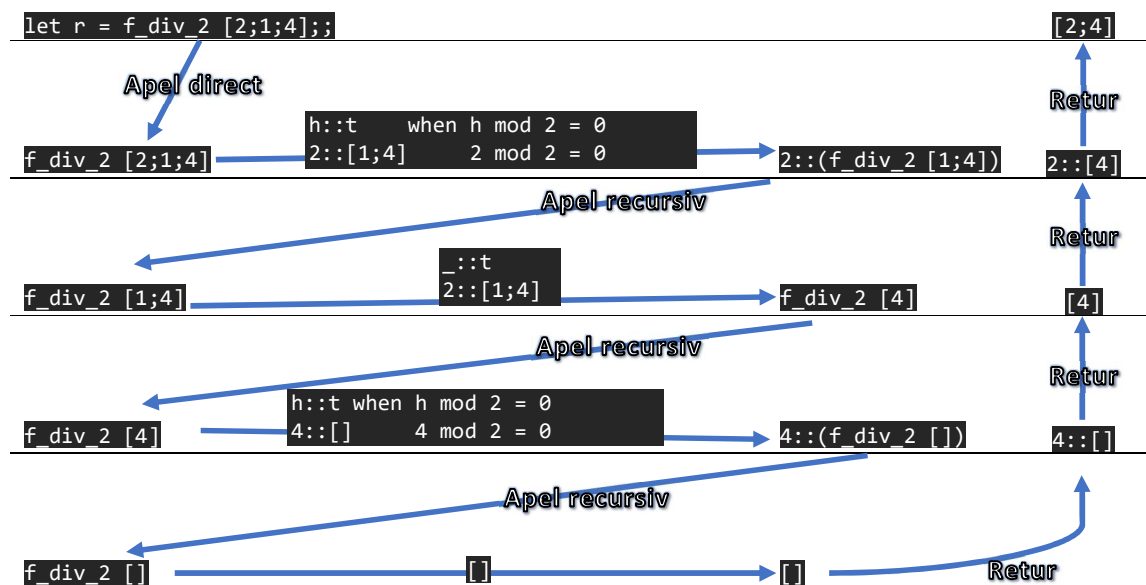 let r = f_div_2 [2;1;4];;
[2;4]
Apel direct
Retur
h::t    when h mod 2 = 0
2::[1;4]     2 mod 2 = 0
f_div_2 [2;1;4]
2::(f_div_2 [1;4])
2::[4]
Apel recursiv
Retur
_::t
2::[1;4]
f_div_2 [1;4]
f_div_2 [4]
[4]
Apel recursiv
Retur
h::t when h mod 2 = 0
4::[]     4 mod 2 = 0
f_div_2 [4]
4::(f_div_2 [])
4::[]
Apel recursiv
f_div_2 []
[]
[]
Retur